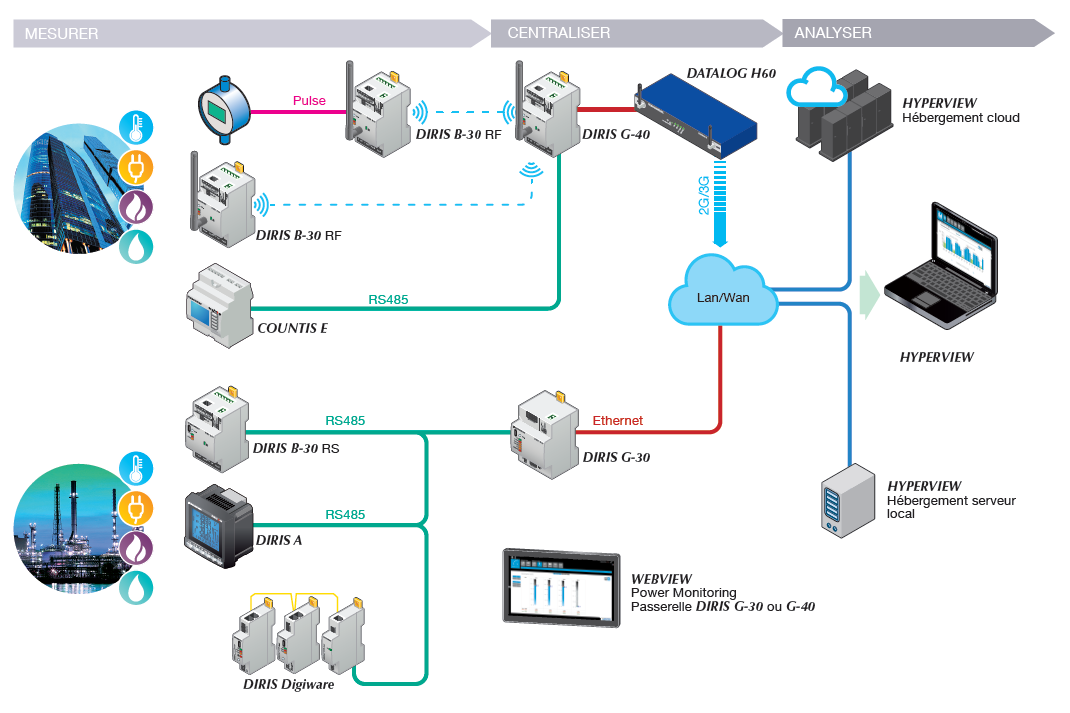 MESURER
CENTRALISER
ANALYSER
DATALOG H60
Pulse
DIRIS B-30 RF
DIRIS G-40
HYPERVIEW
Hébergement cloud
2G/3G
DIRIS B-30 RF
Lan/Wan
RS485
COUNTIS E
HYPERVIEW
RS485
Ethernet
DIRIS B-30 RS
DIRIS G-30
HYPERVIEW
Hébergement serveur
local
RS485
DIRIS A
WEBVIEW
Power Monitoring
Passerelle DIRIS G-30 ou G-40
DIRIS Digiware